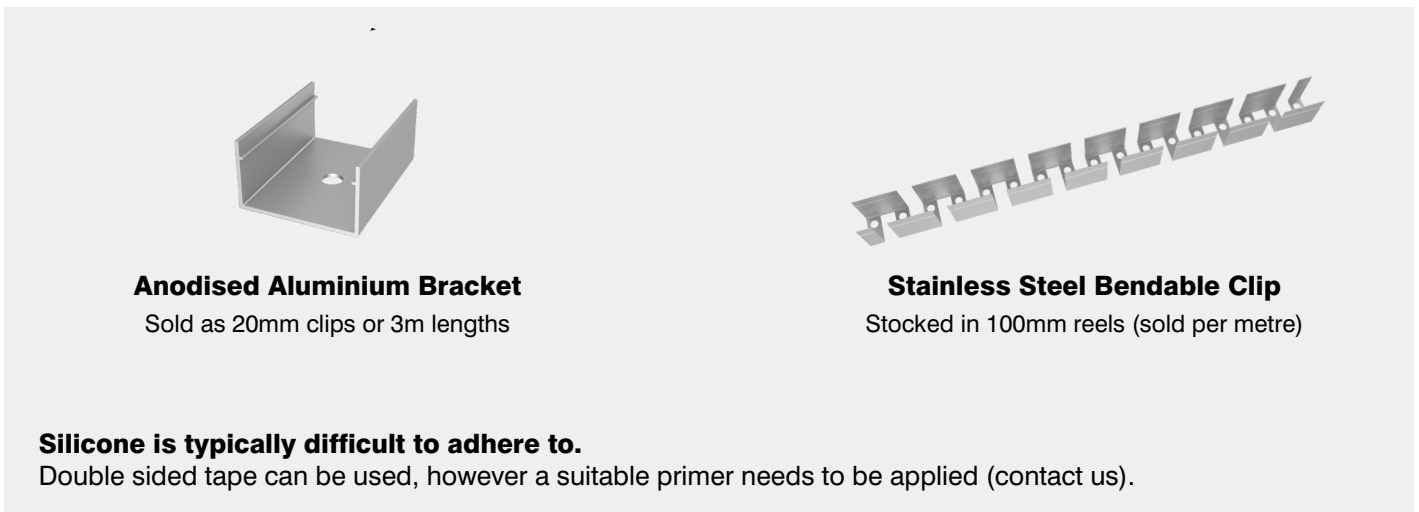 Anodised Aluminium Bracket
Sold as 20mm clips or 3m lengths
Stainless Steel Bendable Clip
Stocked in 100mm reels (sold per metre)
Silicone is typically difficult to adhere to.
Double sided tape can be used, however a suitable primer needs to be applied (contact us).